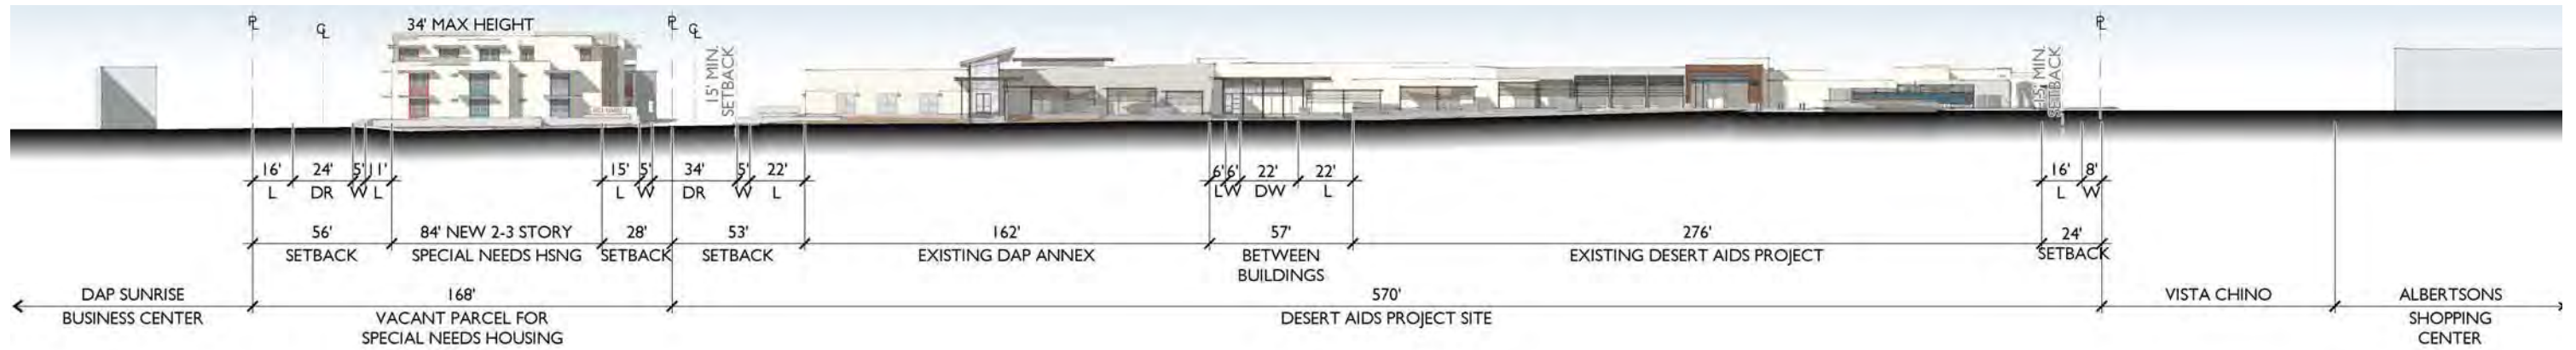 34' MAX HEIGHT
PL
CL
PL
CL
15' MIN.
SETBACK
15' MIN.
SETBACK
PL
16' 24' 5' 11' 15' 5' 34' 5' 22' 6' 6' 22' 22' 16' 8'
L DR W L L W DR W L L W DW L L W
56' 84' NEW 2-3 STORY 28' 53' 162' 57' 276' 24'
SETBACK SPECIAL NEEDS HSNG SETBACK SETBACK EXISTING DAP ANNEX BETWEEN EXISTING DESERT AIDS PROJECT SETBACK
BUILDINGS
DAP SUNRISE 168' 570' VISTA CHINO ALBERTSONS
BUSINESS CENTER VACANT PARCEL FOR DESERT AIDS PROJECT SITE SHOPPING
SPECIAL NEEDS HOUSING CENTER